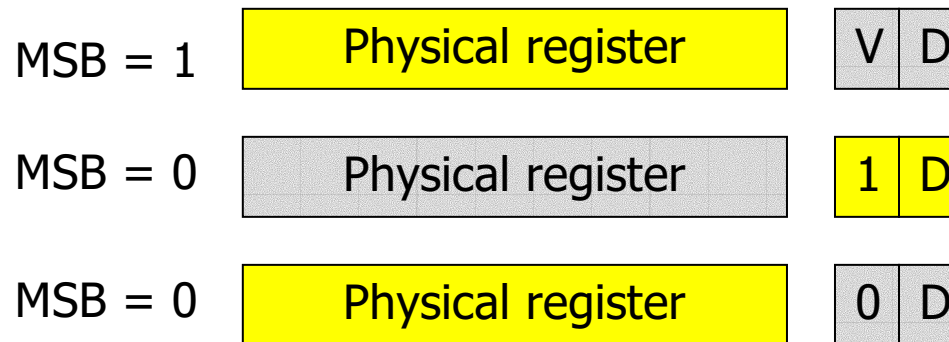 MSB = 1 Physical register V D
MSB = 0 Physical register 1 D
MSB = 0 Physical register 0 D